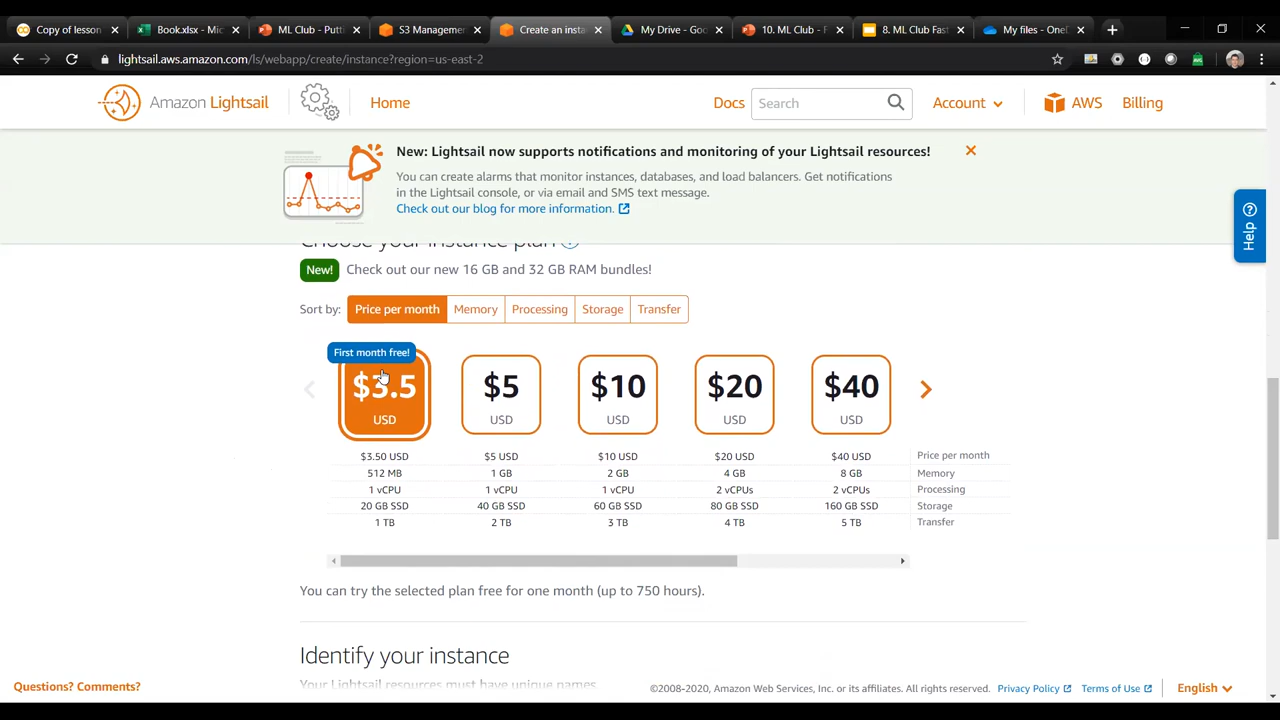 Copy of lesson
Book.xlsx - Mic
ML Club - Putti
S3 Managemen
Create an insta
My Drive - Goo
10. ML Club - F
8. ML Club Fast
My files - OneD
lightsail.aws.amazon.com/ls/webapp/create/instance?region=us-east-2
Amazon Lightsail
Home
Docs
Search
Account
AWS
Billing
New: Lightsail now supports notifications and monitoring of your Lightsail resources!
You can create alarms that monitor instances, databases, and load balancers. Get notifications
in the Lightsail console, or via email and SMS text message.
Check out our blog for more information.
Help
Choose your instance plan
New! Check out our new 16 GB and 32 GB RAM bundles!
Sort by: Price per month Memory Processing Storage Transfer
First month free!
$3.5 $5 $10 $20 $40
USD USD USD USD USD
$3.50 USD $5 USD $10 USD $20 USD $40 USD Price per month
512 MB 1 GB 2 GB 4 GB 8 GB Memory
1 vCPU 1 vCPU 1 vCPU 2 vCPUs 2 vCPUs Processing
20 GB SSD 40 GB SSD 60 GB SSD 80 GB SSD 160 GB SSD Storage
1 TB 2 TB 3 TB 4 TB 5 TB Transfer
You can try the selected plan free for one month (up to 750 hours).
Identify your instance
Your Lightsail resources must have unique names.
Questions? Comments?
©2008-2020, Amazon Web Services, Inc. or its affiliates. All rights reserved.
Privacy Policy
Terms of Use
English